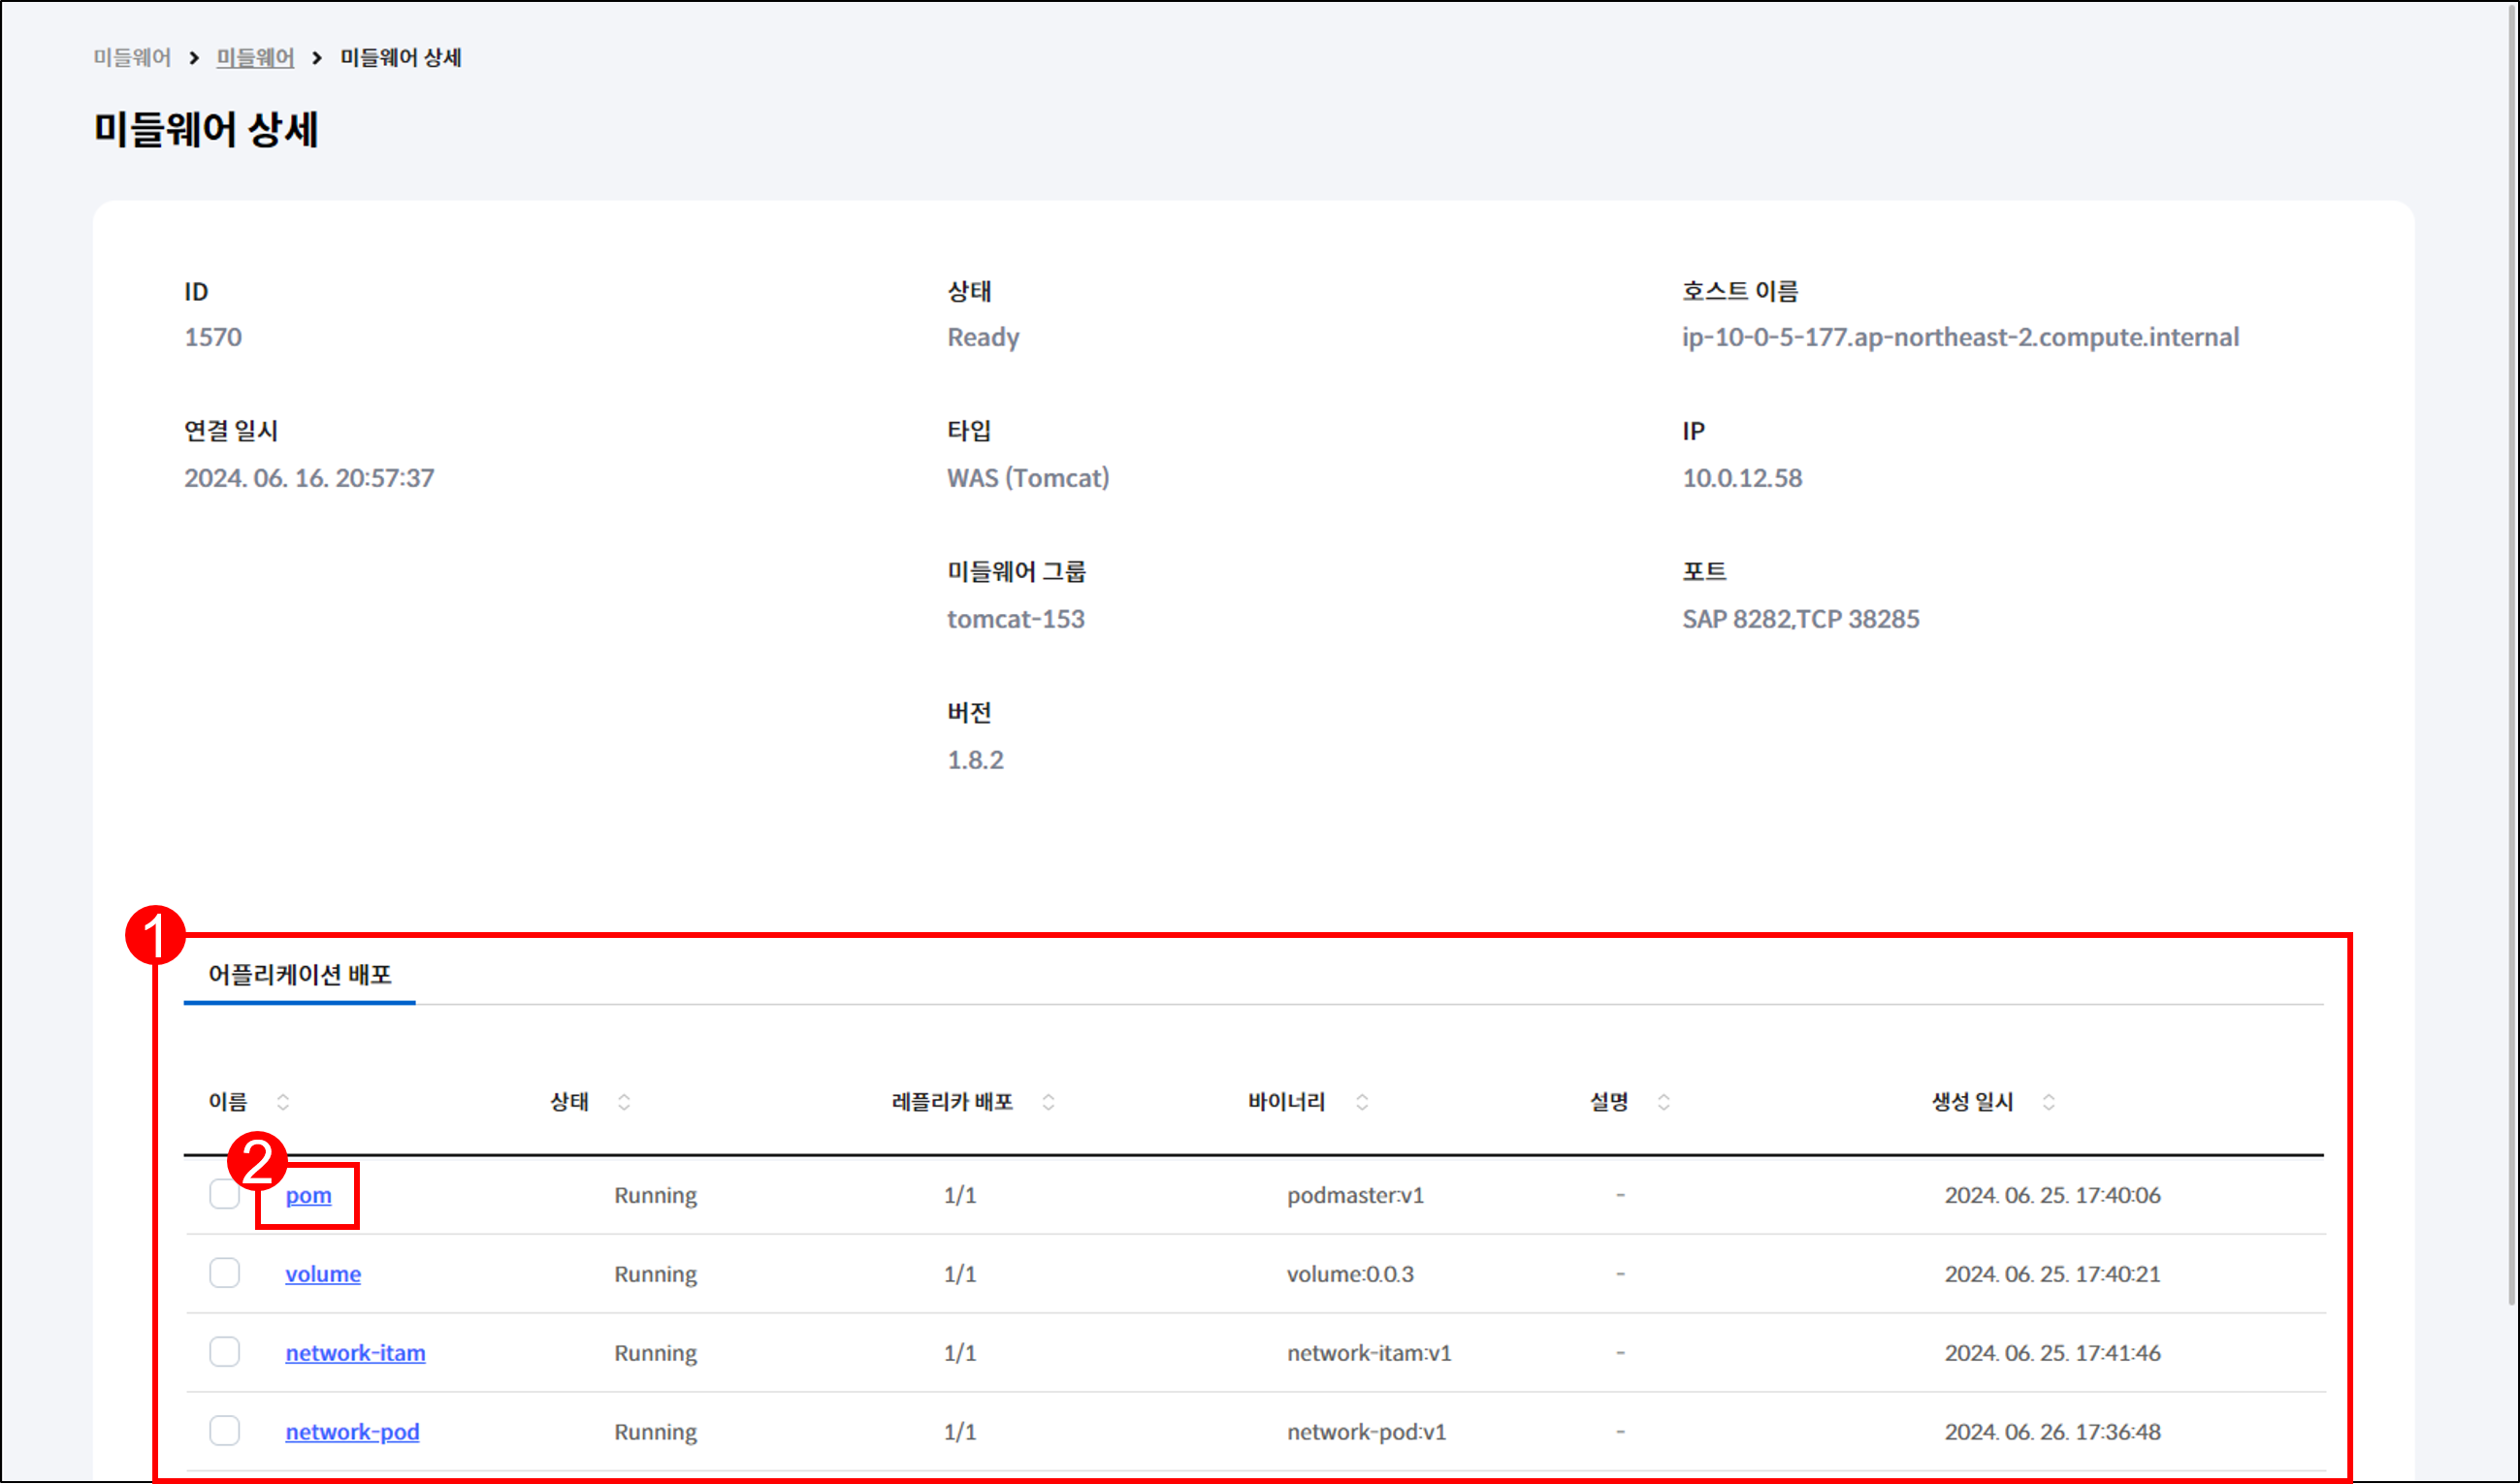 미들웨어 > 미들웨어 > 미들웨어 상세
미들웨어 상세
ID 상태 호스트 이름
1570 Ready ip-10-0-5-177.ap-northeast-2.compute.internal
연결 일시 타입 IP
2024. 06. 16. 20:57:37 WAS (Tomcat) 10.0.12.58
미들웨어 그룹 포트
tomcat-153 SAP 8282,TCP 38285
버전
1.8.2
1
어플리케이션 배포
이름 상태 레플리카 배포 바이너리 설명 생성 일시
2
pom Running 1/1 podmaster:v1 - 2024. 06. 25. 17:40:06
volume Running 1/1 volume:0.0.3 - 2024. 06. 25. 17:40:21
network-itam Running 1/1 network-itam:v1 - 2024. 06. 25. 17:41:46
network-pod Running 1/1 network-pod:v1 - 2024. 06. 26. 17:36:48